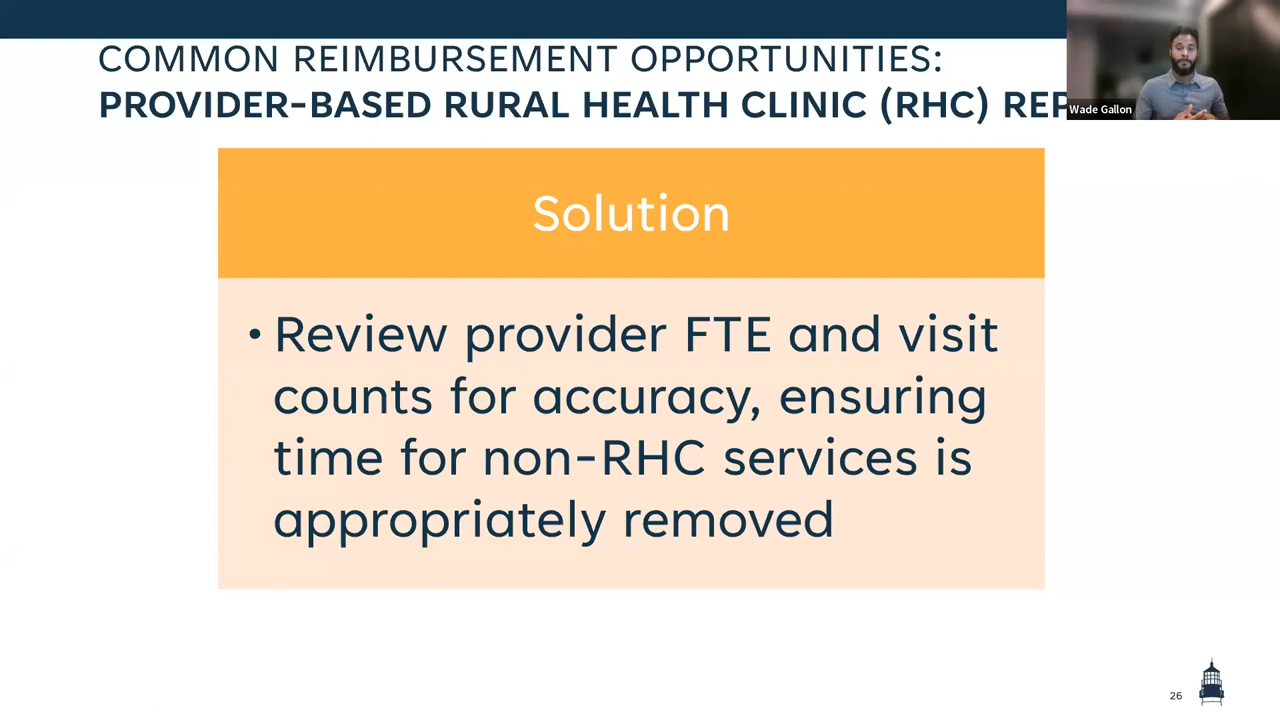 COMMON REIMBURSEMENT OPPORTUNITIES:
PROVIDER-BASED RURAL HEALTH CLINIC (RHC)
Wade Gallon
Solution
• Review provider FTE and visit
counts for accuracy, ensuring
time for non-RHC services is
appropriately removed
26